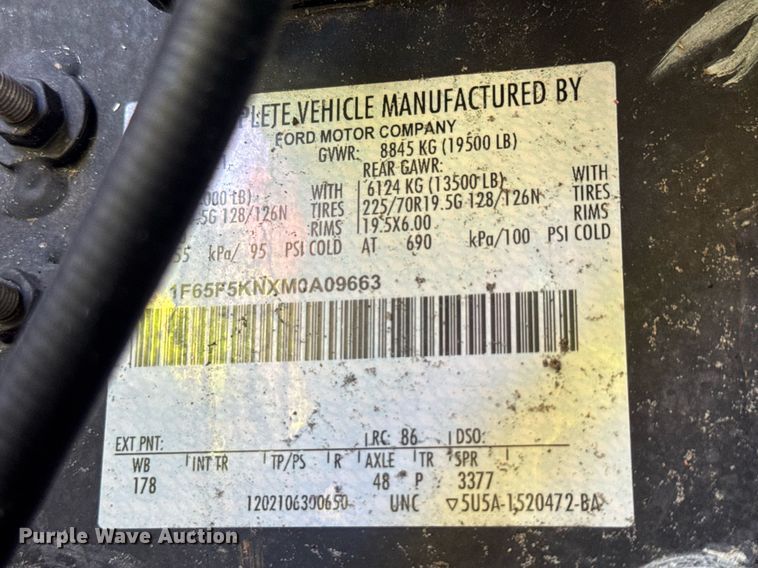 PLETE VEHICLE MANUFACTURED BY
FORD MOTOR COMPANY
GVWR: 8845 KG (19500 LB)
REAR GAWR:
000 LB) WITH 6124 KG (13500 LB) WITH
.5G 128/126N TIRES 225/70R19.5G 128/126N TIRES
RIMS 19.5X6.00 RIMS
55 kPa/ 95 PSI COLD AT 690 kPa/100 PSI COLD
1F65F5KNXM0A09663
EXT PNT: RC: 86 DSO:
WB INT TR TP/PS R AXLE TR SPR
178 48 P 3377
1202106300650 UNC 5U5A-1520472-BA
Purple Wave Auction